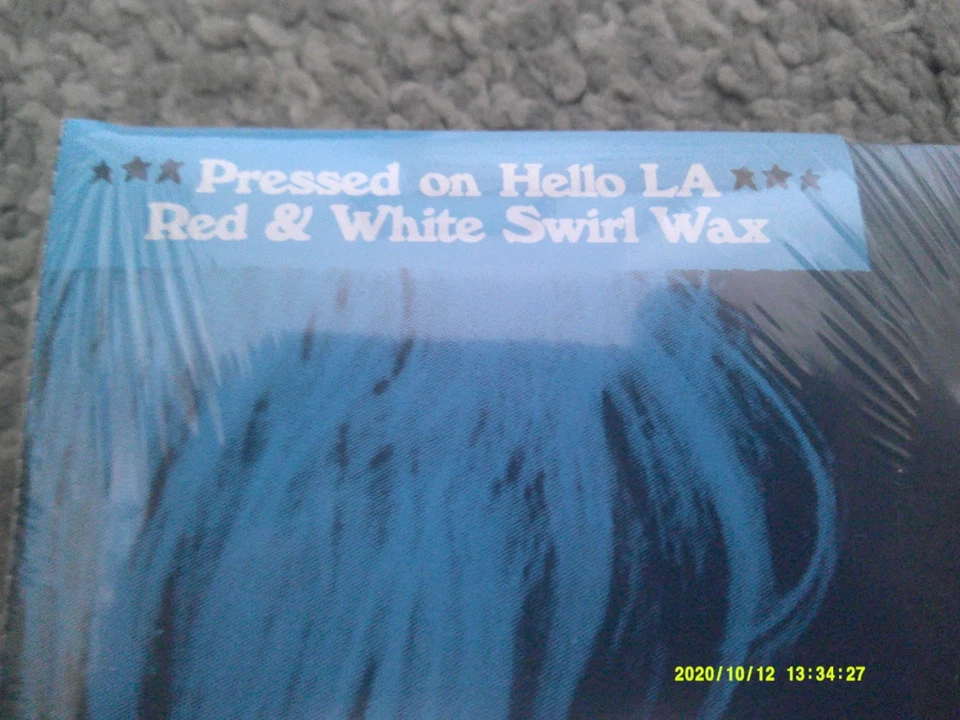 ★★★ Pressed on Hello LA ★★★
Red & White Swirl Wax
2020/10/12 13:34:27